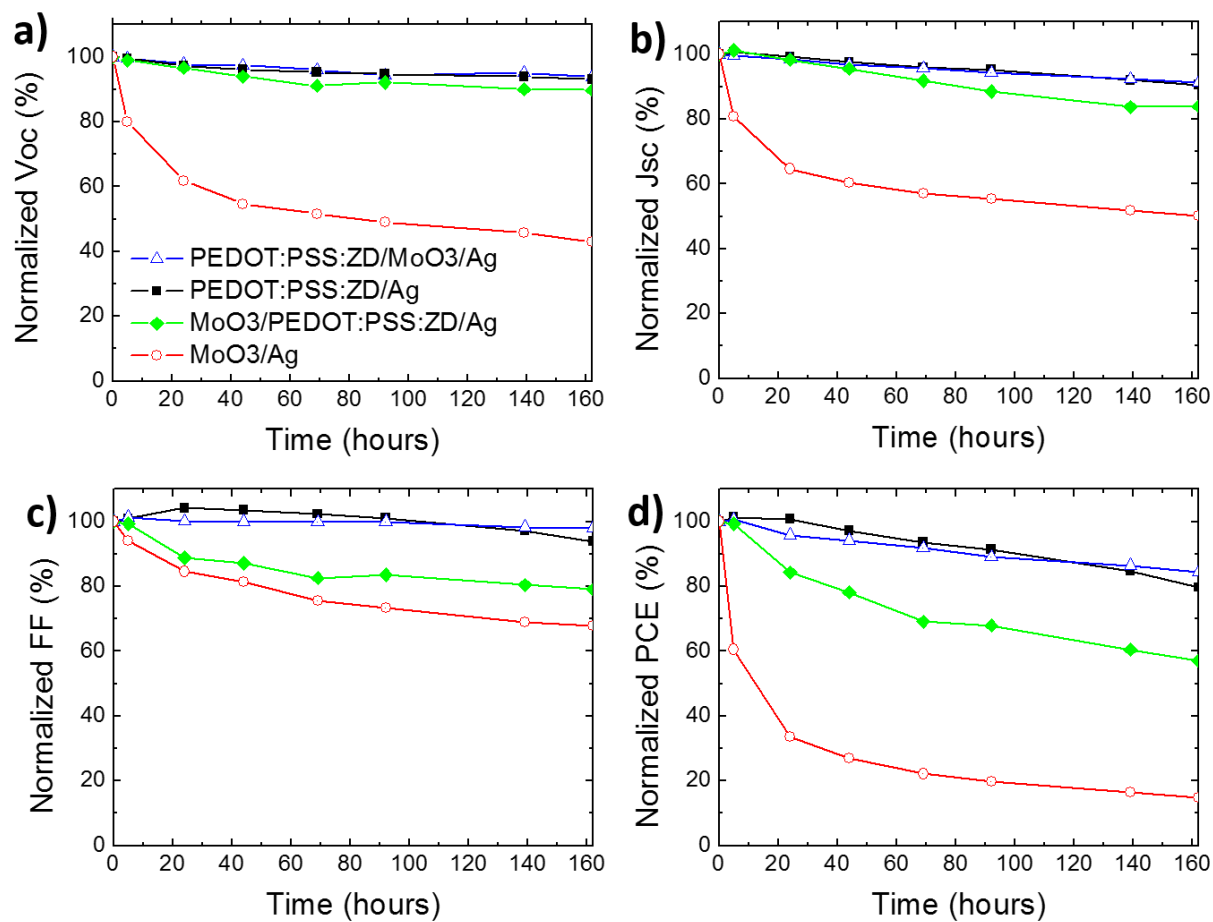 a)
Normalized Voc (%)
100
80
60
40
20
0
PEDOT:PSS:ZD/MoO3/Ag
PEDOT:PSS:ZD/Ag
MoO3/PEDOT:PSS:ZD/Ag
MoO3/Ag
0 20 40 60 80 100 120 140 160
Time (hours)
b)
Normalized Jsc (%)
100
80
60
40
20
0
0 20 40 60 80 100 120 140 160
Time (hours)
c)
Normalized FF (%)
100
80
60
40
20
0
0 20 40 60 80 100 120 140 160
Time (hours)
d)
Normalized PCE (%)
100
80
60
40
20
0
0 20 40 60 80 100 120 140 160
Time (hours)